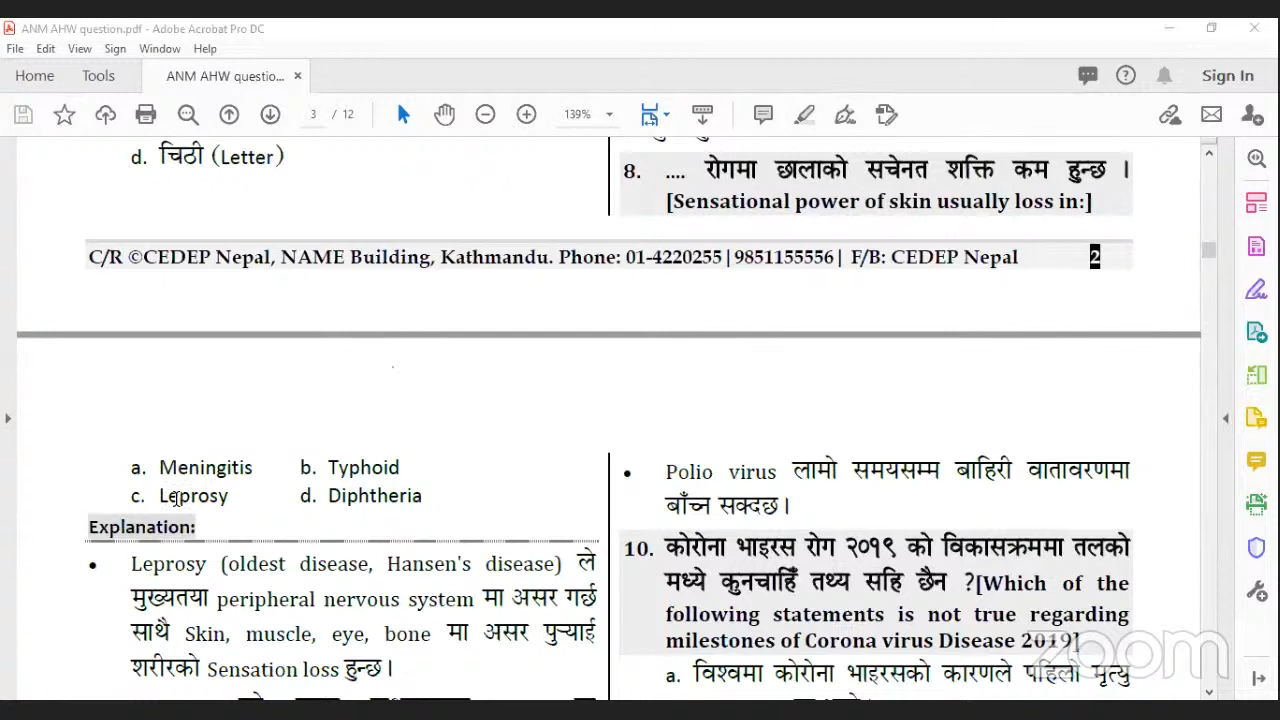 ANM AHW question.pdf - Adobe Acrobat Pro DC
File Edit View Sign Window Help
Home Tools ANM AHW questio... × Sign In
3 / 12 139%
d. चिठी (Letter)
8. .... रोगमा छालाको सचेनत शक्ति कम हुन्छ ।
[Sensational power of skin usually loss in:]
C/R ©CEDEP Nepal, NAME Building, Kathmandu. Phone: 01-4220255|9851155556| F/B: CEDEP Nepal 2
a. Meningitis b. Typhoid
c. Leprosy d. Diphtheria
Explanation:
• Leprosy (oldest disease, Hansen's disease) ले
मुख्यतया peripheral nervous system मा असर गर्छ
साथै Skin, muscle, eye, bone मा असर पुऱ्याई
शरीरको Sensation loss हुन्छ।
• Polio virus लामो समयसम्म बाहिरी वातावरणमा
बाँच्न सक्दछ।
10. कोरोना भाइरस रोग २०१९ को विकासक्रममा तलको
मध्ये कुनचाहिँ तथ्य सहि छैन ?[Which of the
following statements is not true regarding
milestones of Corona virus Disease 2019]
a. विश्वमा कोरोना भाइरसको कारणले पहिलो मृत्यु
zoom